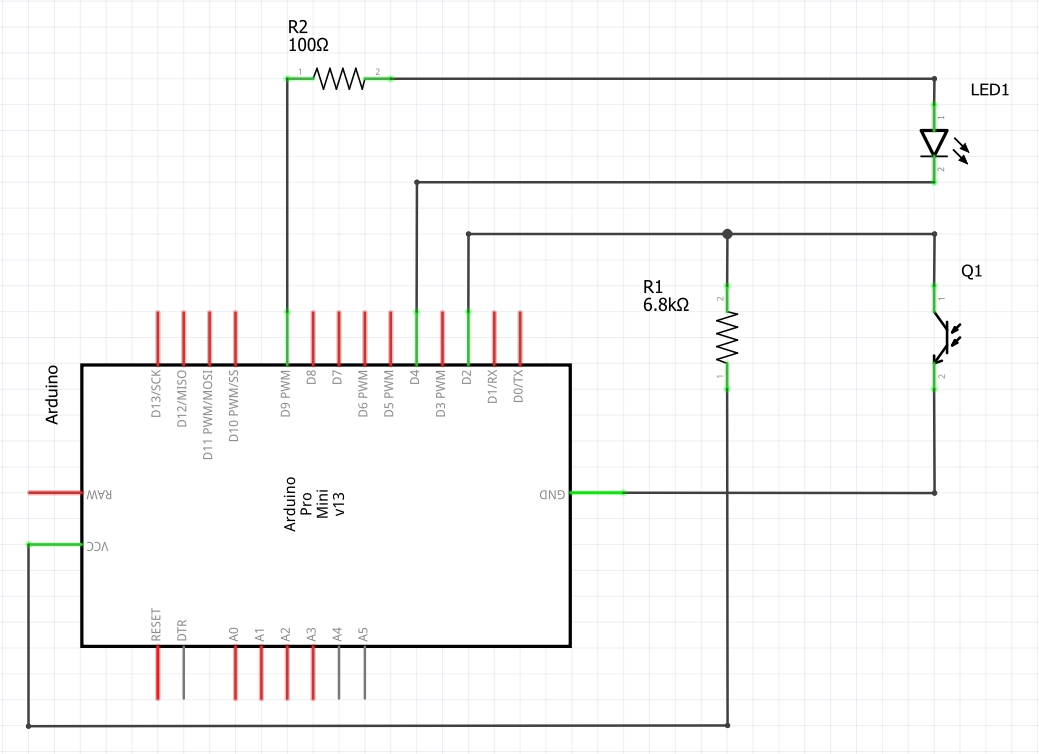 R2
100Ω
1
2
LED1
1
2
Q1
1
2
R1
6.8kΩ
2
1
Arduino
D13/SCK
D12/MISO
D11 PWM/MOSI
D10 PWM/SS
D9 PWM
D8
D7
D6 PWM
D5 PWM
D4
D3 PWM
D2
D1/RX
D0/TX
RAW
VCC
GND
Arduino
Pro
Mini
v13
RESET
DTR
A0
A1
A2
A3
A4
A5